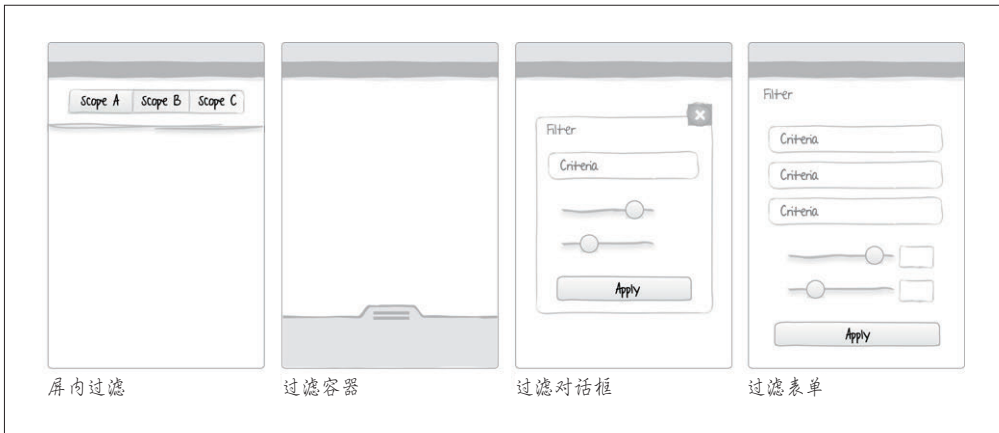 Scope A Scope B Scope C
屏内过滤
过滤容器
Filter
Criteria
Apply
过滤对话框
Filter
Criteria
Criteria
Criteria
Apply
过滤表单